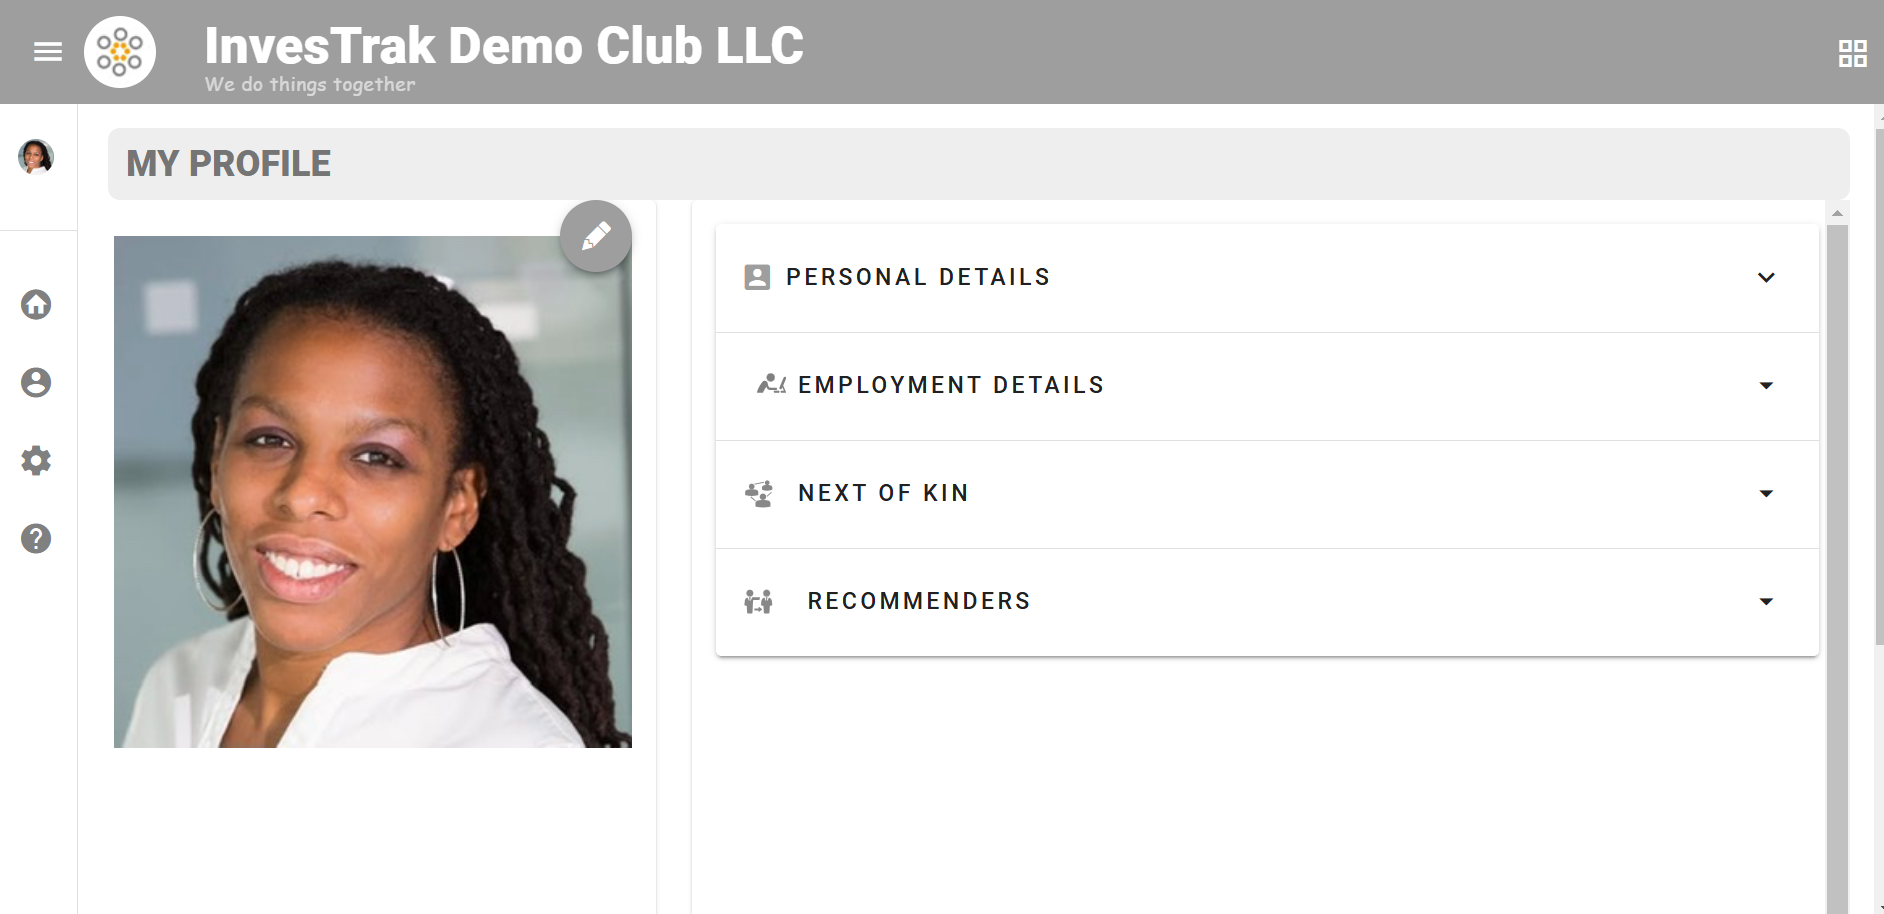 InvesTrak Demo Club LLC
We do things together
MY PROFILE
PERSONAL DETAILS
EMPLOYMENT DETAILS
NEXT OF KIN
RECOMMENDERS